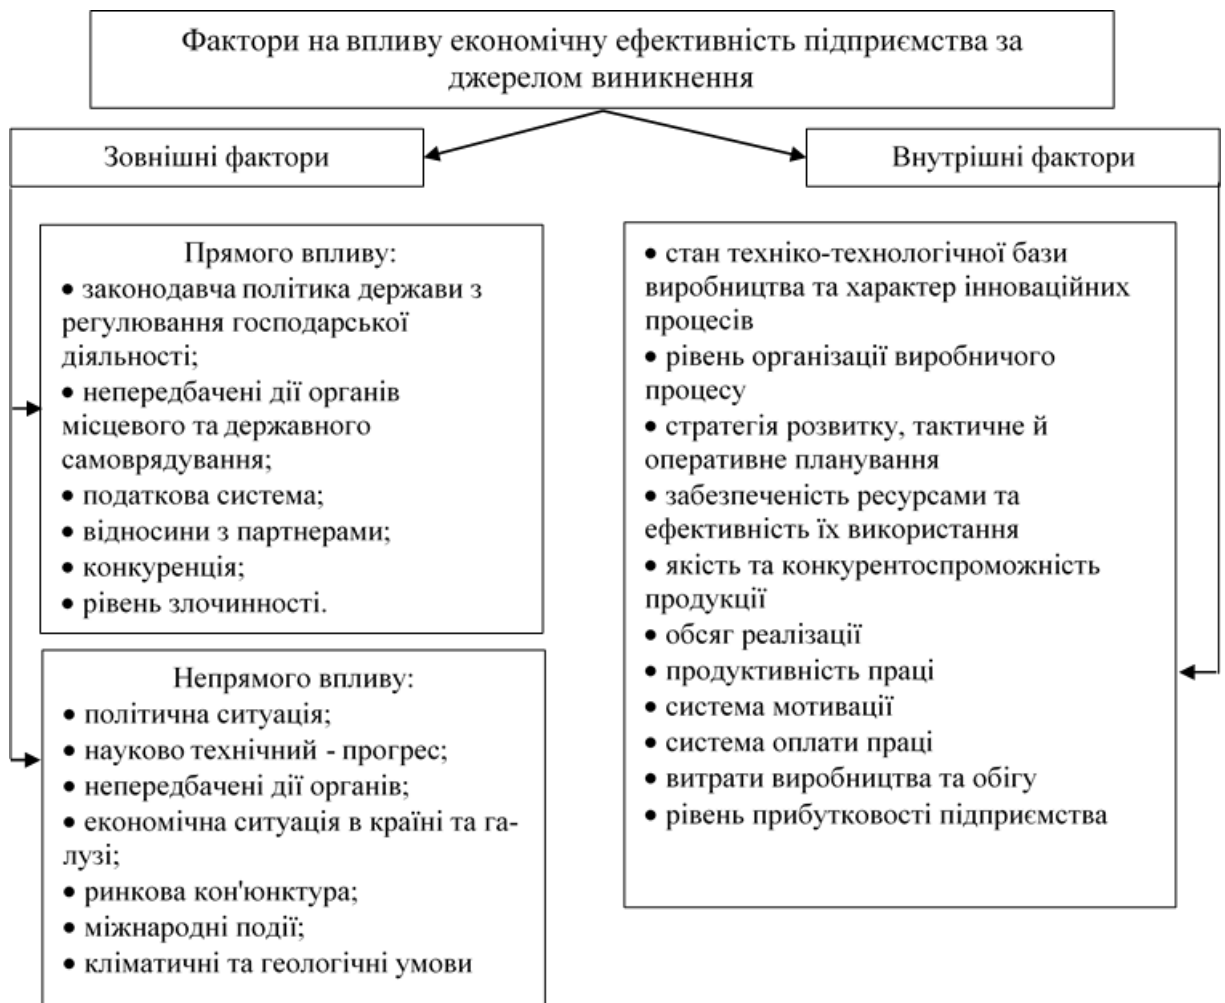 Фактори на впливу економічну ефективність підприємства за
джерелом виникнення
Зовнішні фактори
Внутрішні фактори
Прямого впливу:
• законодавча політика держави з
регулювання господарської
діяльності;
• непередбачені дії органів
місцевого та державного
самоврядування;
• податкова система;
• відносини з партнерами;
• конкуренція;
• рівень злочинності.
Непрямого впливу:
• політична ситуація;
• науково технічний - прогрес;
• непередбачені дії органів;
• економічна ситуація в країні та га-
лузі;
• ринкова кон'юнктура;
• міжнародні події;
• кліматичні та геологічні умови
• стан техніко-технологічної бази
виробництва та характер інноваційних
процесів
• рівень організації виробничого
процесу
• стратегія розвитку, тактичне й
оперативне планування
• забезпеченість ресурсами та
ефективність їх використання
• якість та конкурентоспроможність
продукції
• обсяг реалізації
• продуктивність праці
• система мотивації
• система оплати праці
• витрати виробництва та обігу
• рівень прибутковості підприємства